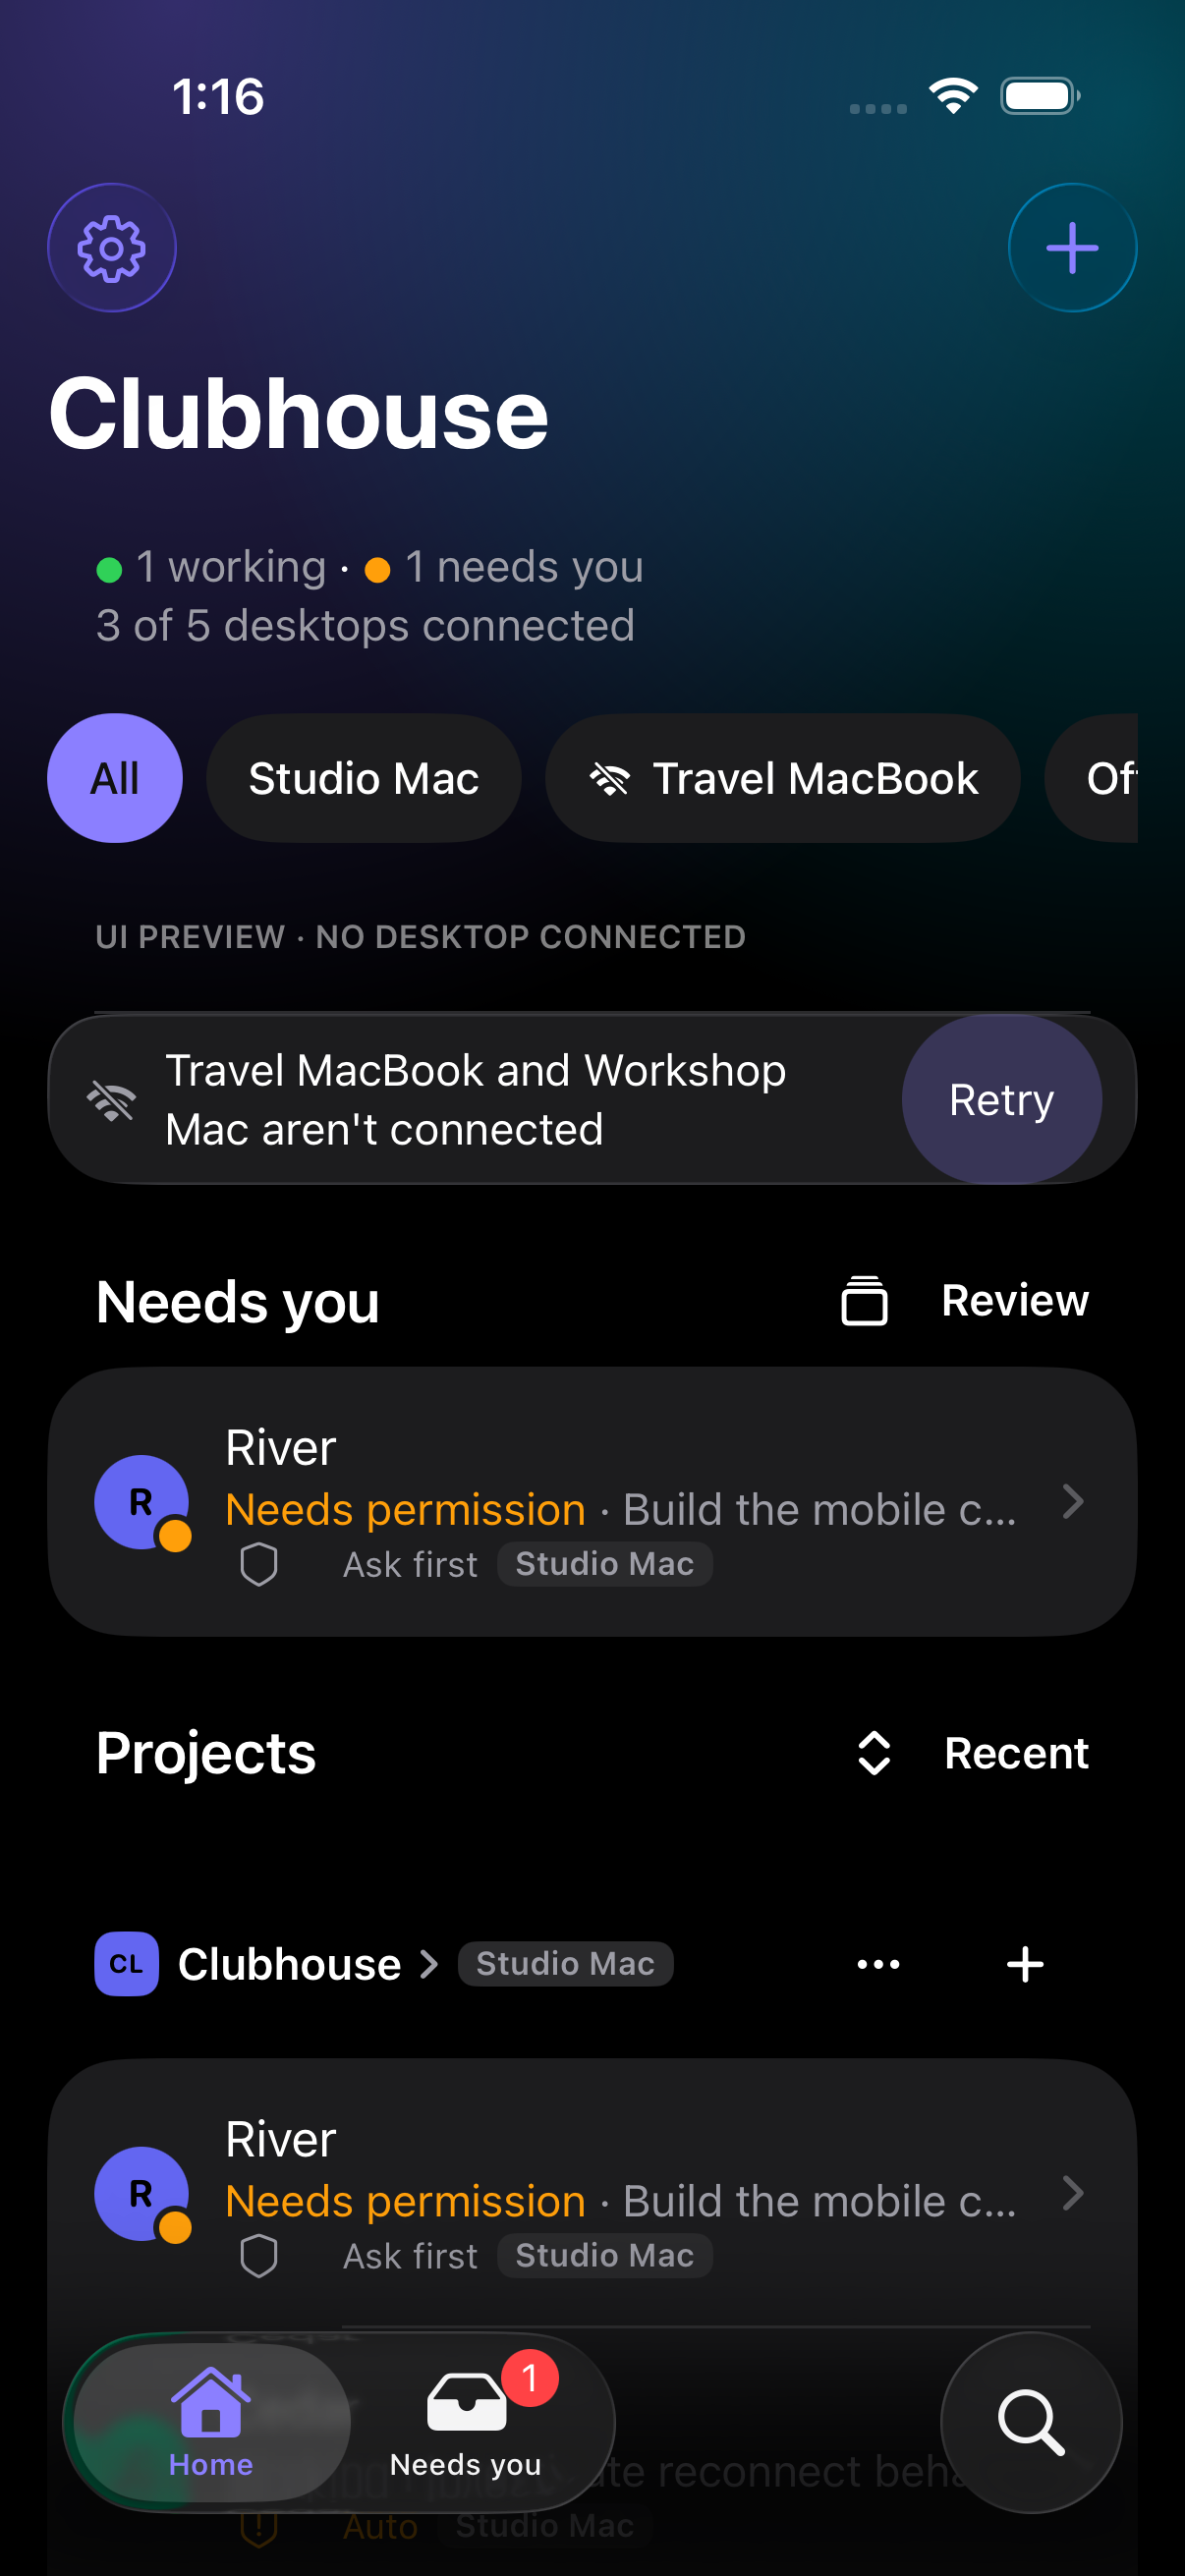 1:16
Clubhouse
1 working · 1 needs you
3 of 5 desktops connected
All
Studio Mac
Travel MacBook
UI PREVIEW · NO DESKTOP CONNECTED
Travel MacBook and Workshop
Mac aren't connected
Retry
Needs you
Review
River
Needs permission · Build the mobile c...
Ask first
Studio Mac
Projects
Recent
CL
Clubhouse
Studio Mac
R
River
Needs permission · Build the mobile c...
R
Ask first
Studio Mac
1
Home
Needs you
reconnect
Auto
Studio Mac